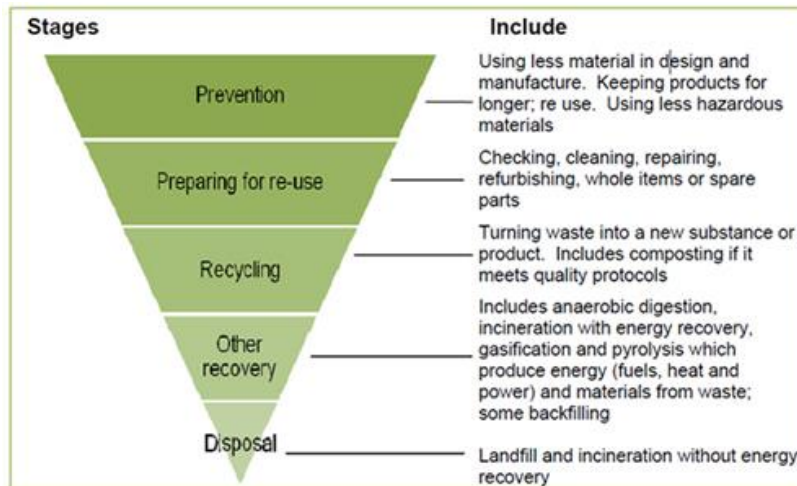 Stages
Include
Prevention
Using less material in design and
manufacture. Keeping products for
longer; re use. Using less hazardous
materials
Preparing for re-use
Checking, cleaning, repairing,
refurbishing, whole items or spare
parts
Recycling
Turning waste into a new substance or
product. Includes composting if it
meets quality protocols
Other
recovery
Includes anaerobic digestion,
incineration with energy recovery,
gasification and pyrolysis which
produce energy (fuels, heat and
power) and materials from waste;
some backfilling
Disposal
Landfill and incineration without energy
recovery